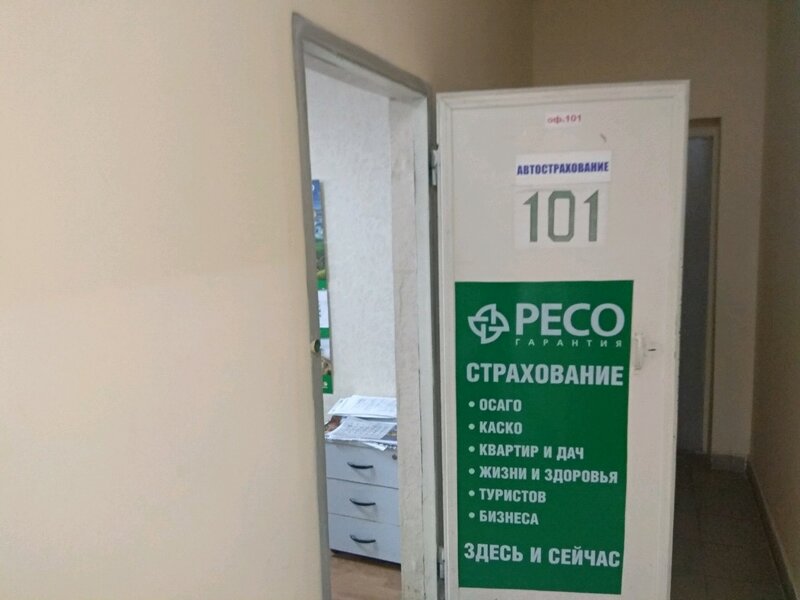 оф.101
АВТОСТРАХОВАНИЕ
101
РЕСО
ГАРАНТИЯ
СТРАХОВАНИЕ
• ОСАГО
• КАСКО
• КВАРТИР И ДАЧ
• ЖИЗНИ И ЗДОРОВЬЯ
• ТУРИСТОВ
• БИЗНЕСА
ЗДЕСЬ И СЕЙЧАС